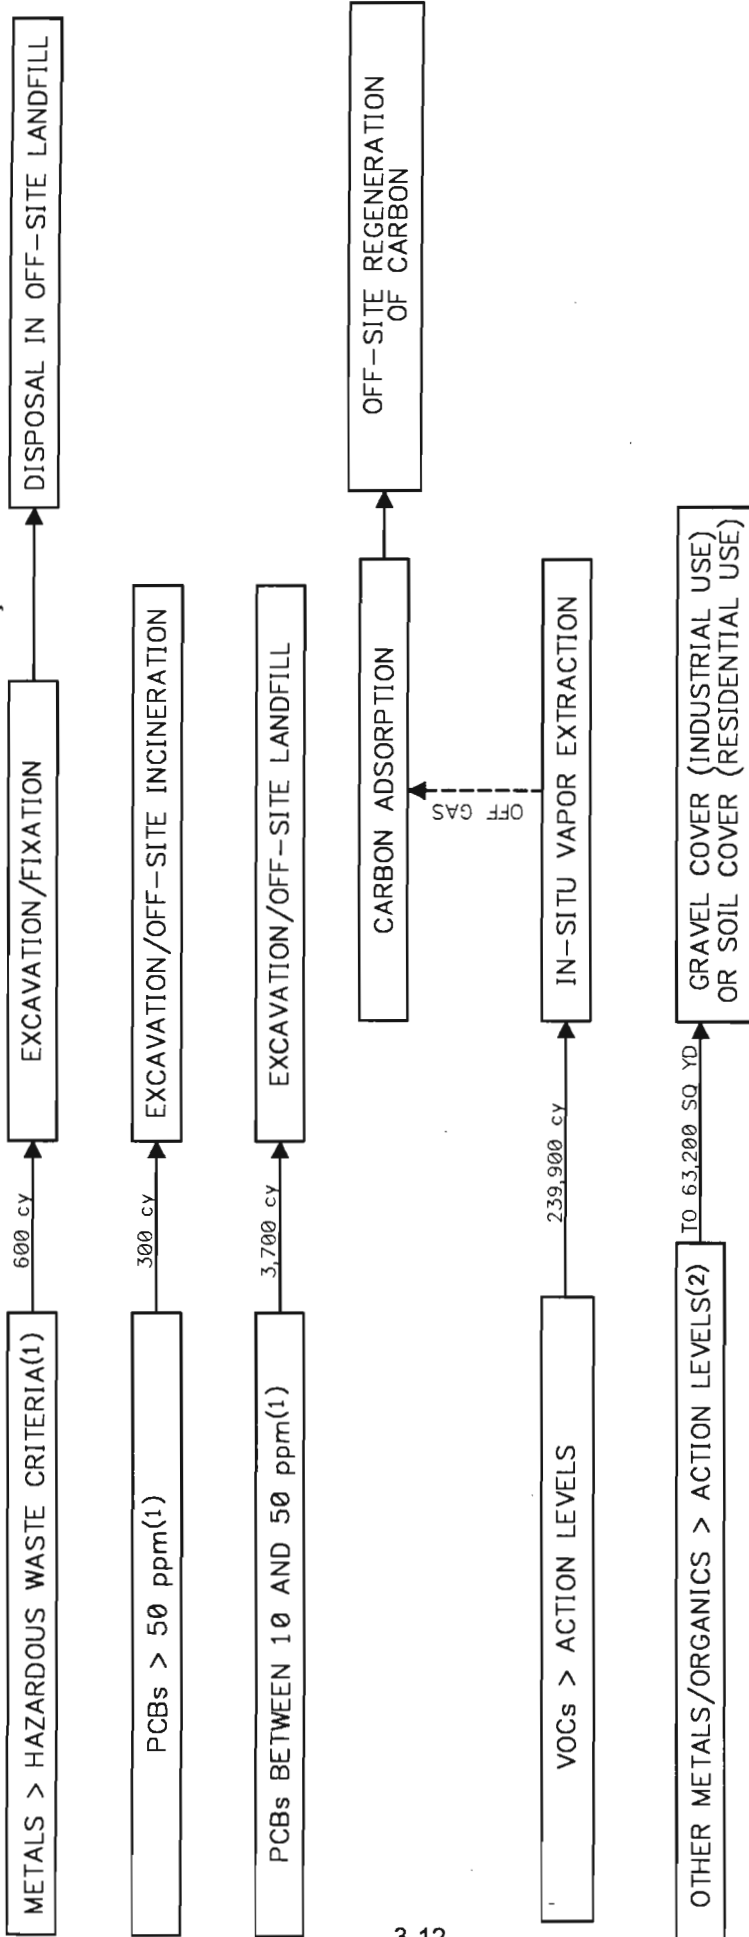 METALS > HAZARDOUS WASTE CRITERIA(1)
600 cy
EXCAVATION/FIXATION
DISPOSAL IN OFF-SITE LANDFILL
PCBs > 50 ppm(1)
300 cy
EXCAVATION/OFF-SITE INCINERATION
PCBs BETWEEN 10 AND 50 ppm(1)
3,700 cy
EXCAVATION/OFF-SITE LANDFILL
CARBON ADSORPTION
OFF-SITE REGENERATION
OF CARBON
OFF GAS
VOCs > ACTION LEVELS
239,900 cy
IN-SITU VAPOR EXTRACTION
OTHER METALS/ORGANICS > ACTION LEVELS(2)
TO 63,200 SQ YD
GRAVEL COVER (INDUSTRIAL USE)
OR SOIL COVER (RESIDENTIAL USE)
3-12